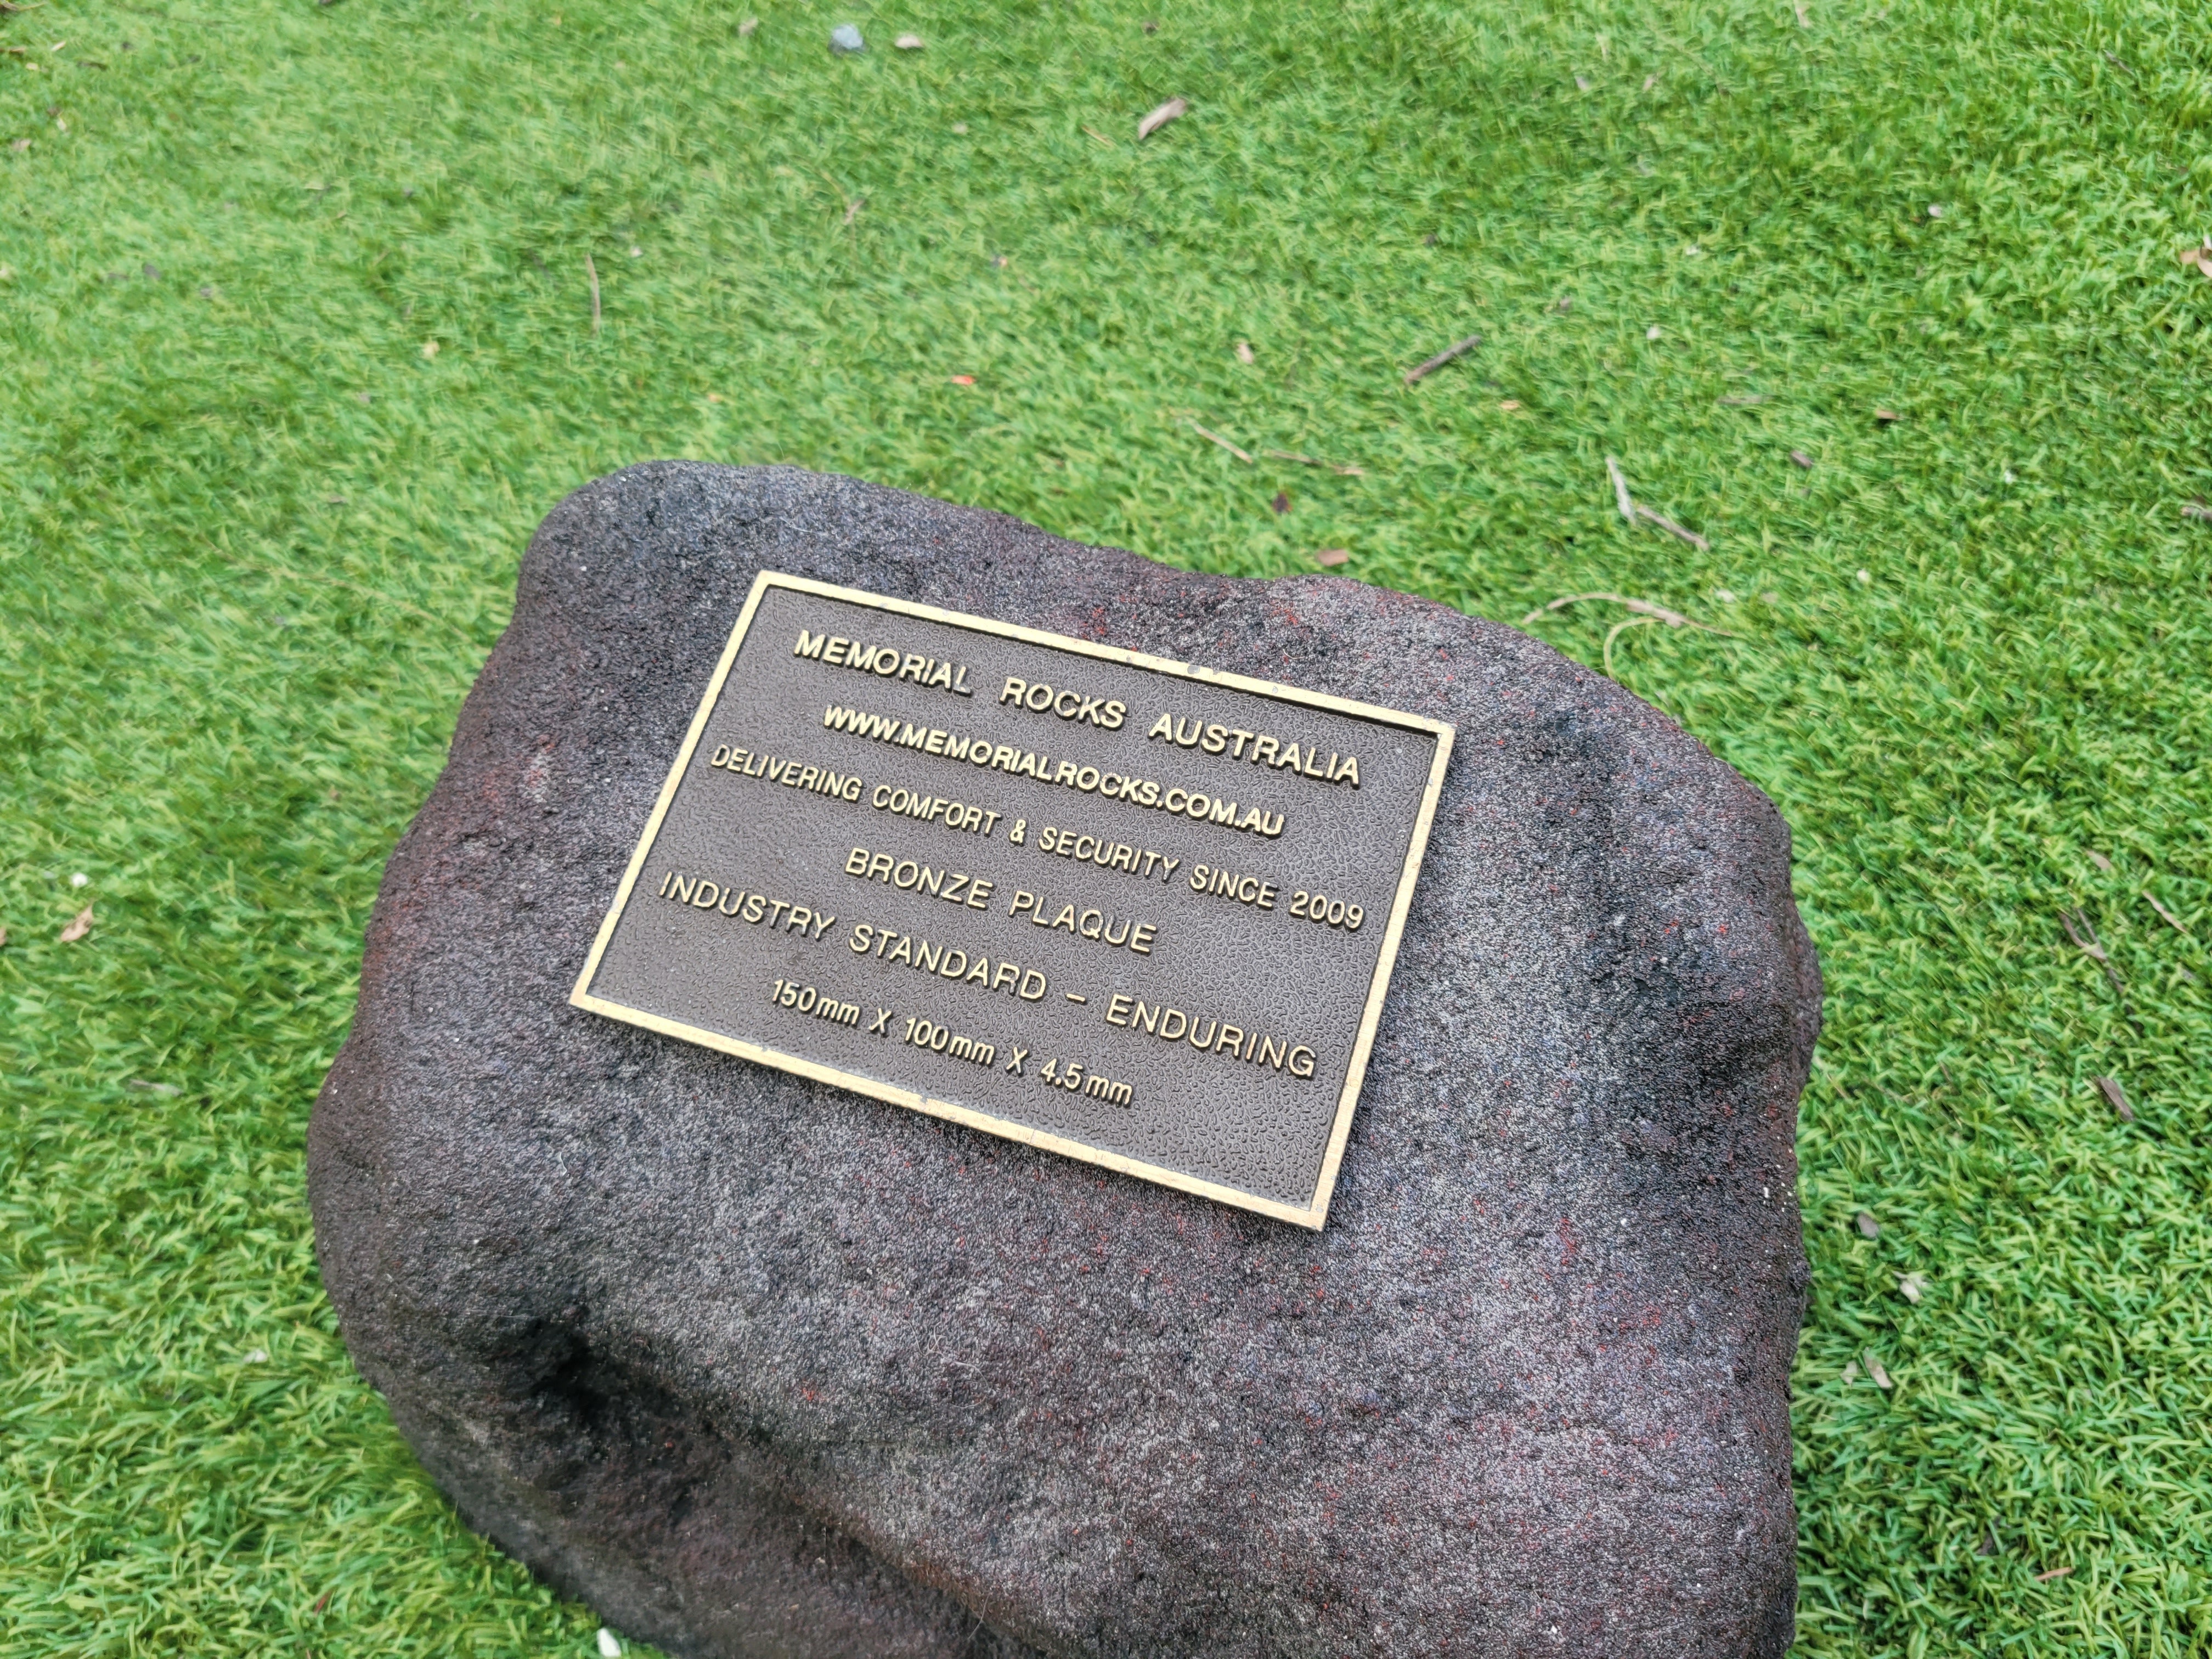 MEMORIAL ROCKS AUSTRALIA
WWW.MEMORIALROCKS.COM.AU
DELIVERING COMFORT & SECURITY SINCE 2009
BRONZE PLAQUE
INDUSTRY STANDARD - ENDURING
150mm X 100mm X 4.5mm